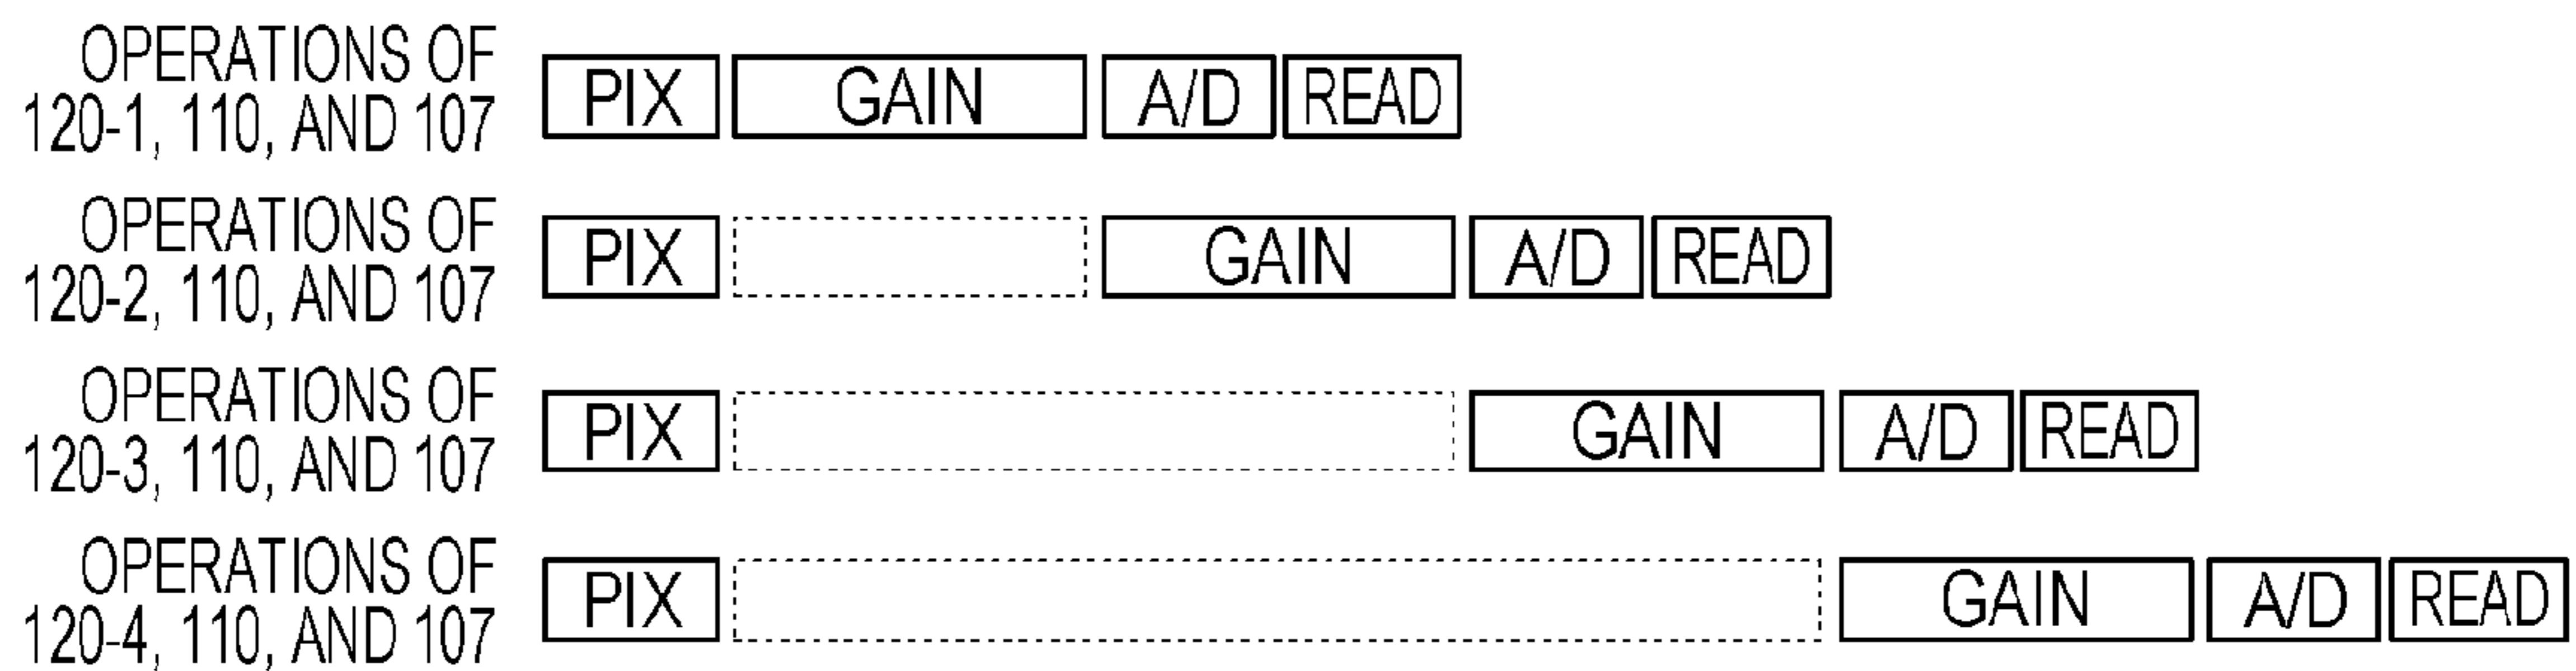 OPERATIONS OF
120-1, 110, AND 107
PIX GAIN A/D READ
OPERATIONS OF
120-2, 110, AND 107
PIX GAIN A/D READ
OPERATIONS OF
120-3, 110, AND 107
PIX GAIN A/D READ
OPERATIONS OF
120-4, 110, AND 107
PIX GAIN A/D READ